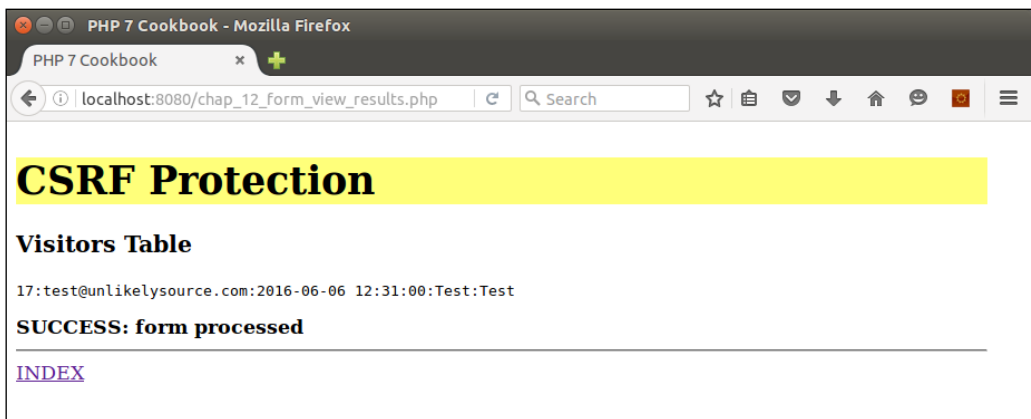 PHP 7 Cookbook - Mozilla Firefox
PHP 7 Cookbook
localhost:8080/chap_12_form_view_results.php
Search
CSRF Protection
Visitors Table
17:test@unlikelysource.com:2016-06-06 12:31:00:Test:Test
SUCCESS: form processed
INDEX